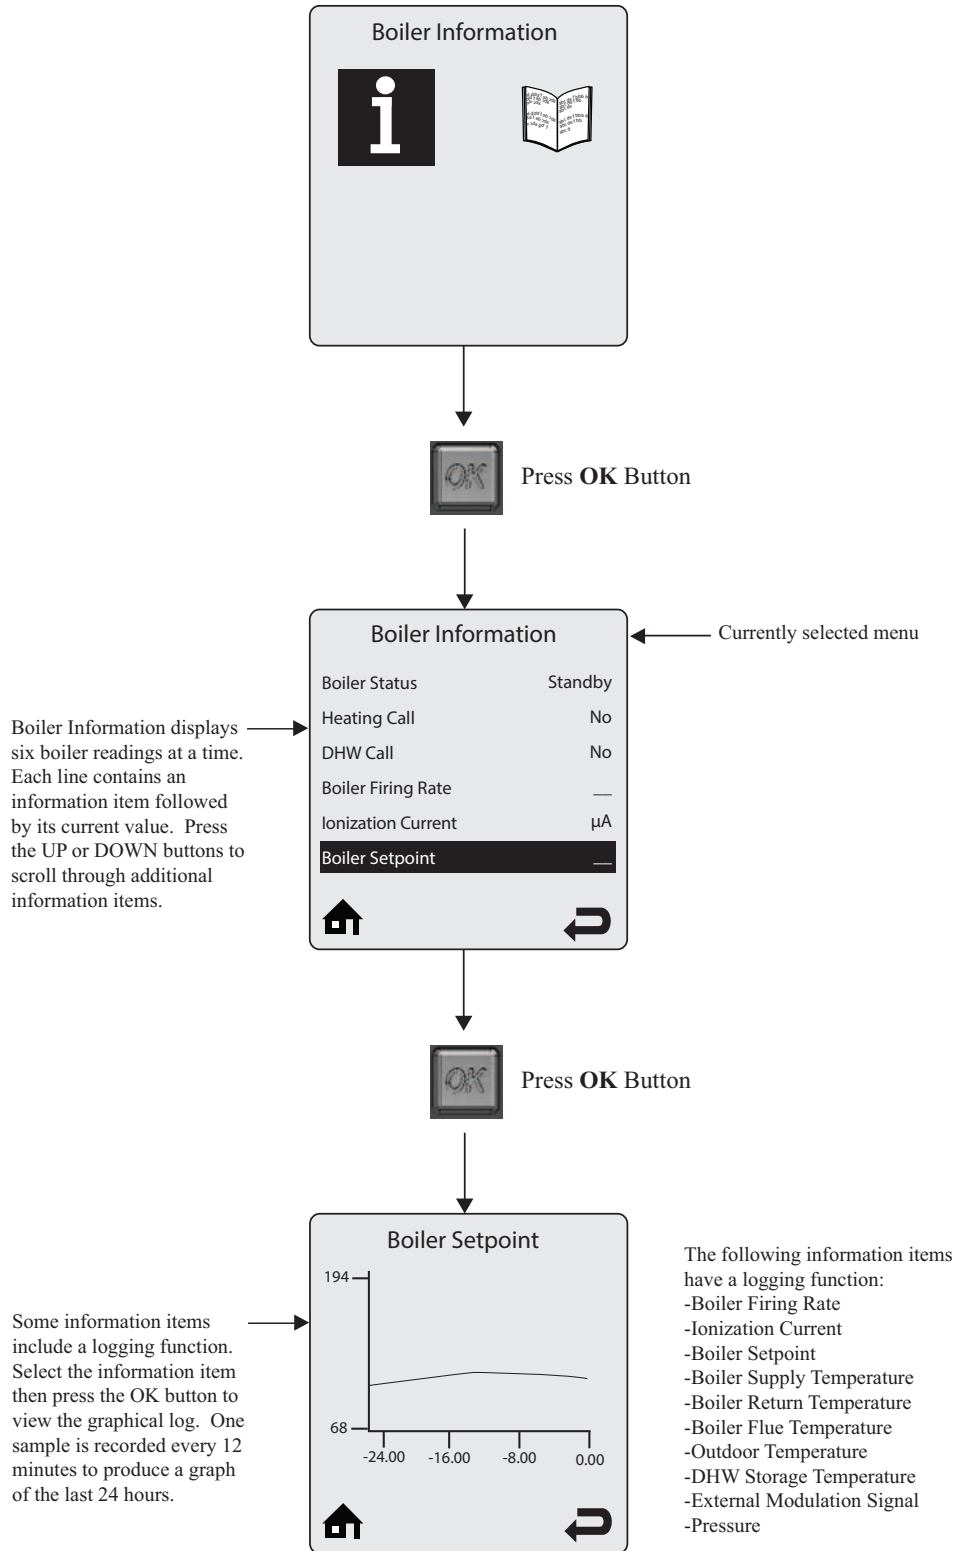 Boiler Information
i
Press OK Button
Boiler Information
Currently selected menu
Boiler Status Standby
Heating Call No
DHW Call No
Boiler Firing Rate __
Ionization Current µA
Boiler Setpoint __
Boiler Information displays
six boiler readings at a time.
Each line contains an
information item followed
by its current value. Press
the UP or DOWN buttons to
scroll through additional
information items.
OK
Press OK Button
Boiler Setpoint
194
68
-24.00 -16.00 -8.00 0.00
Some information items
include a logging function.
Select the information item
then press the OK button to
view the graphical log. One
sample is recorded every 12
minutes to produce a graph
of the last 24 hours.
The following information items
have a logging function:
-Boiler Firing Rate
-Ionization Current
-Boiler Setpoint
-Boiler Supply Temperature
-Boiler Return Temperature
-Boiler Flue Temperature
-Outdoor Temperature
-DHW Storage Temperature
-External Modulation Signal
-Pressure